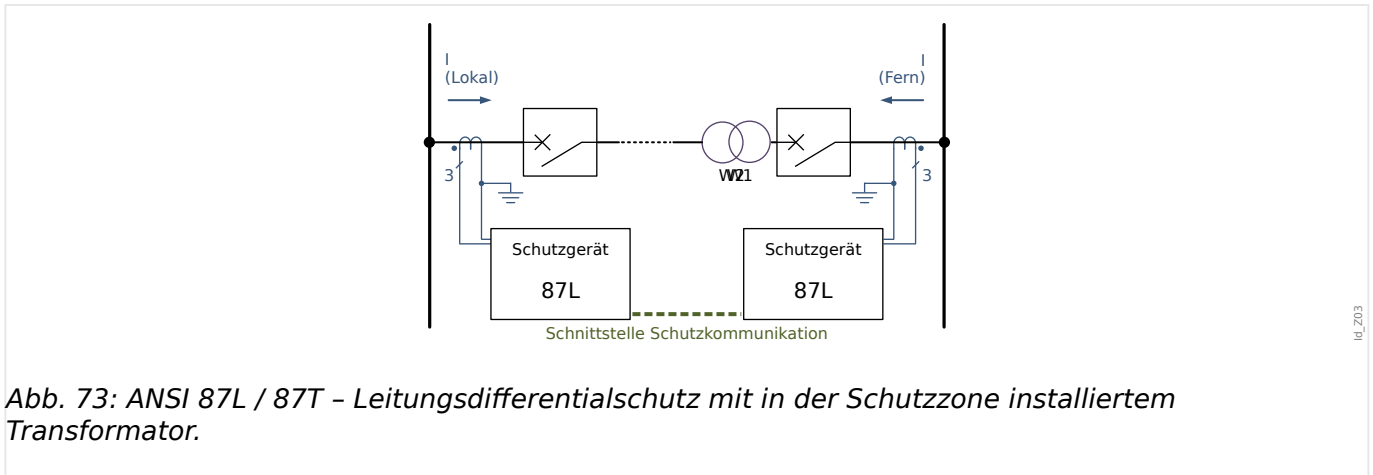 I
(Lokal)
I
(Fern)
3
W2
W1
3
Schutzgerät
87L
Schutzgerät
87L
Schnittstelle Schutzkommunikation
Id_Z03
Abb. 73: ANSI 87L / 87T – Leitungsdifferentialschutz mit in der Schutzzone installiertem
Transformator.